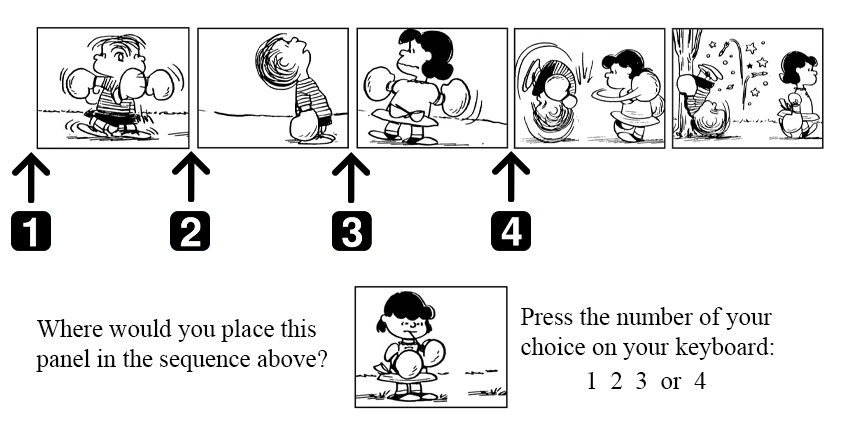 1 2 3 4
Where would you place this
panel in the sequence above?
Press the number of your
choice on your keyboard:
1 2 3 or 4